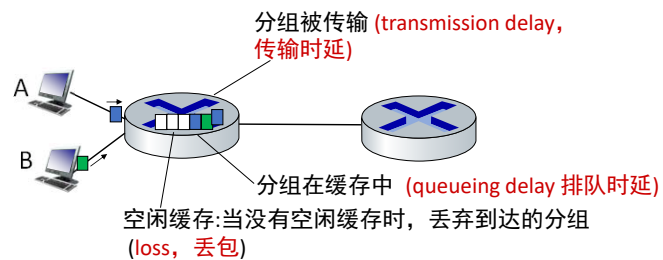 分组被传输 (transmission delay，
传输时延)
A
B
分组在缓存中 (queueing delay 排队时延)
空闲缓存:当没有空闲缓存时，丢弃到达的分组
(loss，丢包)